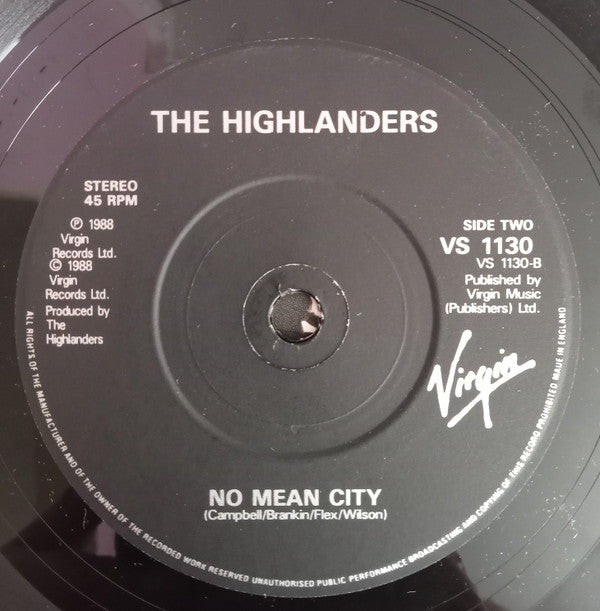 THE HIGHLANDERS
STEREO
45 RPM
Ⓟ 1988
Virgin
Records Ltd.
© 1988
Virgin
Records Ltd.
Produced by
The
Highlanders
SIDE TWO
VS 1130
VS 1130-B
Published by
Virgin Music
(Publishers) Ltd.
Virgin
NO MEAN CITY
(Campbell/Brankin/Flex/Wilson)
ALL RIGHTS OF THE MANUFACTURER AND OF THE OWNER OF THE RECORDED WORK RESERVED UNAUTHORISED PUBLIC PERFORMANCE BROADCASTING AND COPYING OF THIS RECORD PROHIBITED MADE IN ENGLAND